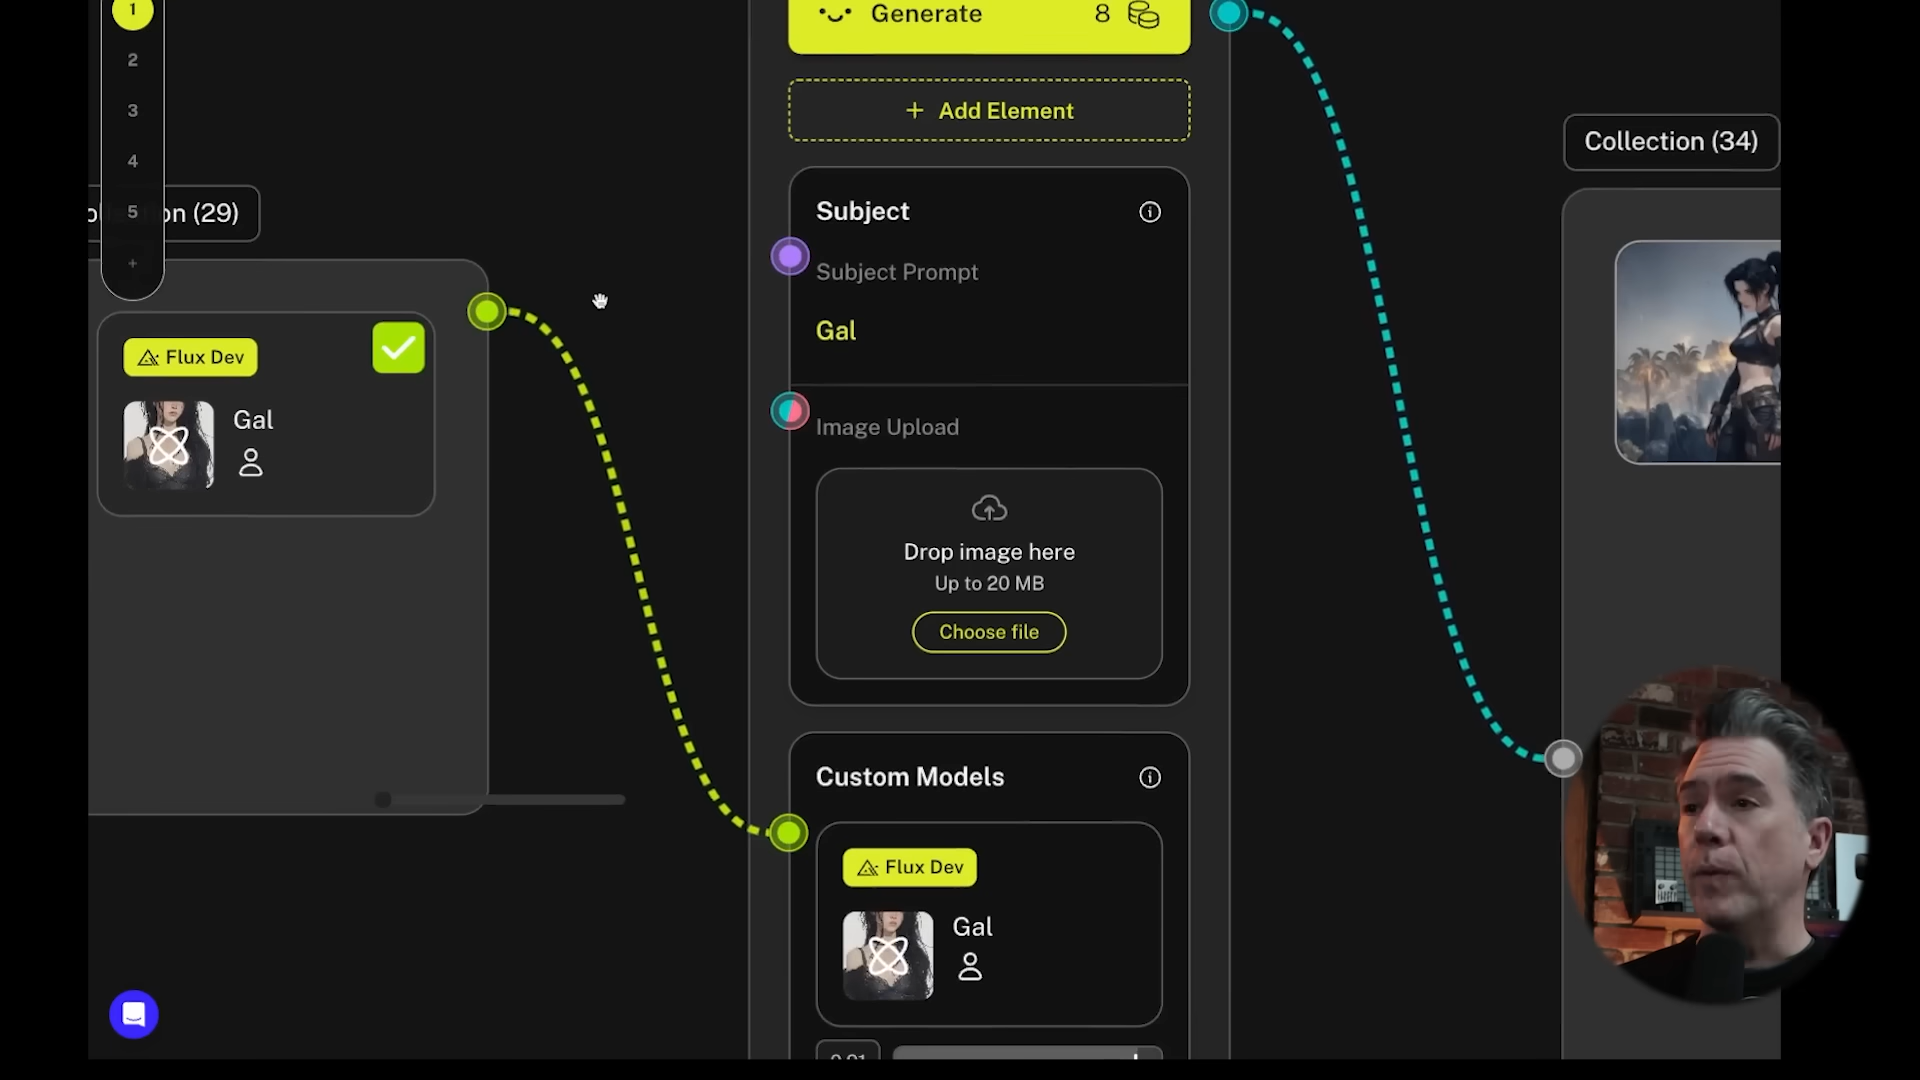 1
2
3
4
5
+
on (29)
Flux Dev
Gal
Generate 8
+ Add Element
Subject
Subject Prompt
Gal
Image Upload
Drop image here
Up to 20 MB
Choose file
Custom Models
Flux Dev
Gal
Collection (34)